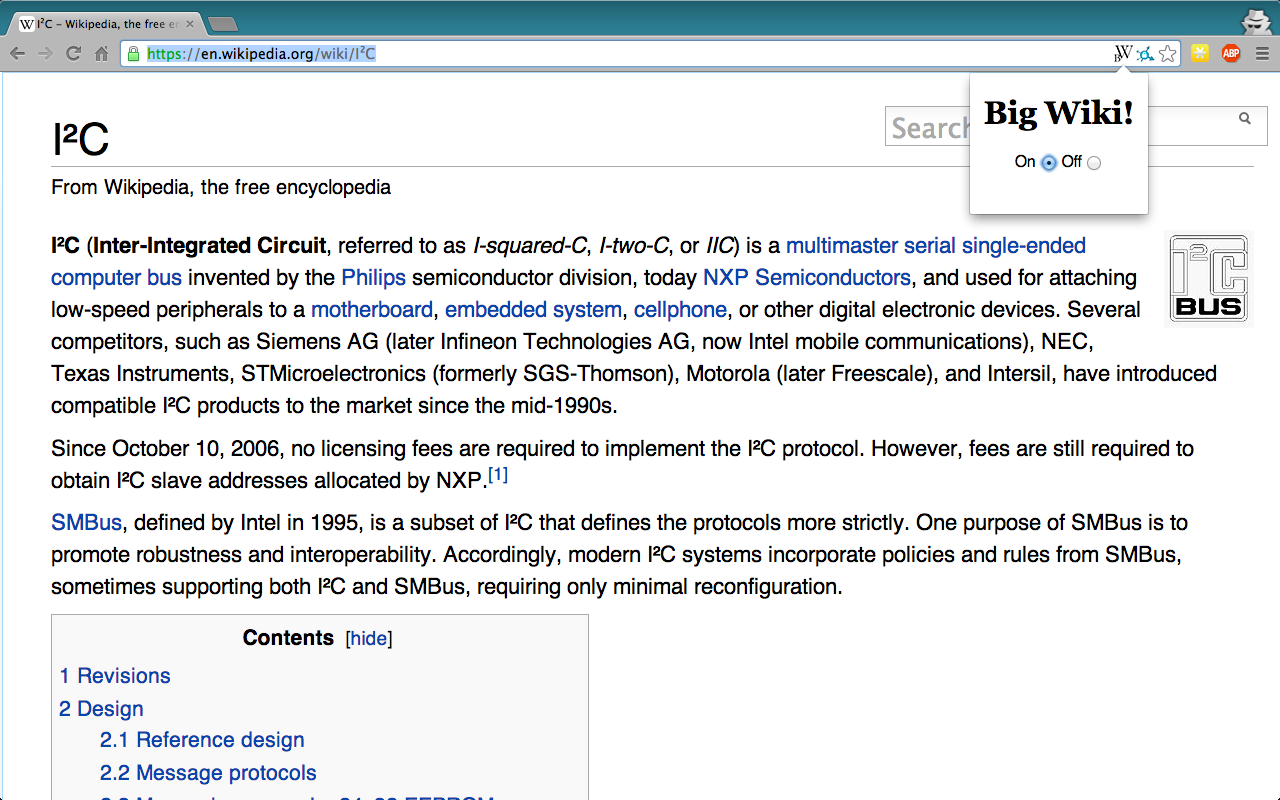 I²C – Wikipedia, the free en
https://en.wikipedia.org/wiki/I²C
W
BW
ABP
Big Wiki!
On Off
Search
I²C
From Wikipedia, the free encyclopedia
I²C (Inter-Integrated Circuit, referred to as I-squared-C, I-two-C, or IIC) is a multimaster serial single-ended
computer bus invented by the Philips semiconductor division, today NXP Semiconductors, and used for attaching
low-speed peripherals to a motherboard, embedded system, cellphone, or other digital electronic devices. Several
competitors, such as Siemens AG (later Infineon Technologies AG, now Intel mobile communications), NEC,
Texas Instruments, STMicroelectronics (formerly SGS-Thomson), Motorola (later Freescale), and Intersil, have introduced
compatible I²C products to the market since the mid-1990s.
I²C
BUS
Since October 10, 2006, no licensing fees are required to implement the I²C protocol. However, fees are still required to
obtain I²C slave addresses allocated by NXP.[1]
SMBus, defined by Intel in 1995, is a subset of I²C that defines the protocols more strictly. One purpose of SMBus is to
promote robustness and interoperability. Accordingly, modern I²C systems incorporate policies and rules from SMBus,
sometimes supporting both I²C and SMBus, requiring only minimal reconfiguration.
Contents [hide]
1 Revisions
2 Design
2.1 Reference design
2.2 Message protocols